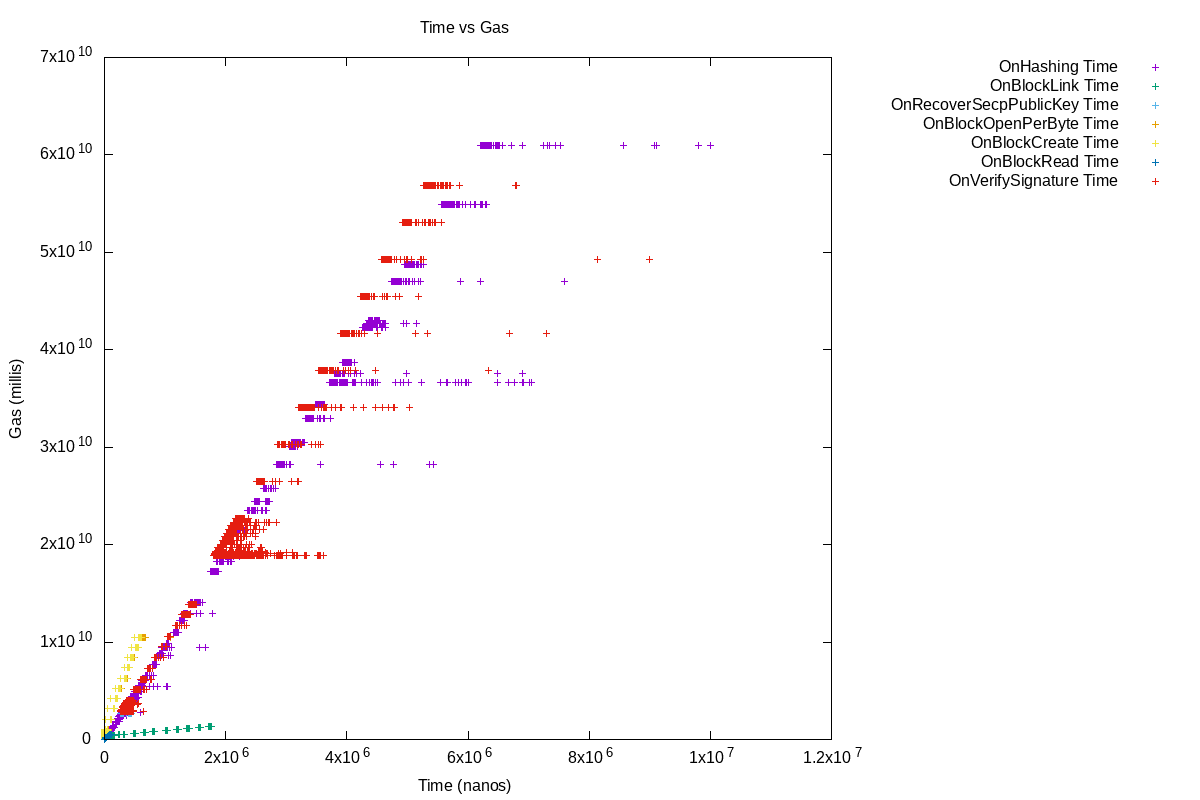 Time vs Gas
7x10 10
6x10 10
5x10 10
4x10 10
3x10 10
2x10 10
1x10 10
0
Gas (millis)
0
2x10 6
4x10 6
6x10 6
8x10 6
1x10 7
1.2x10 7
Time (nanos)
OnHashing Time
OnBlockLink Time
OnRecoverSecpPublicKey Time
OnBlockOpenPerByte Time
OnBlockCreate Time
OnBlockRead Time
OnVerifySignature Time